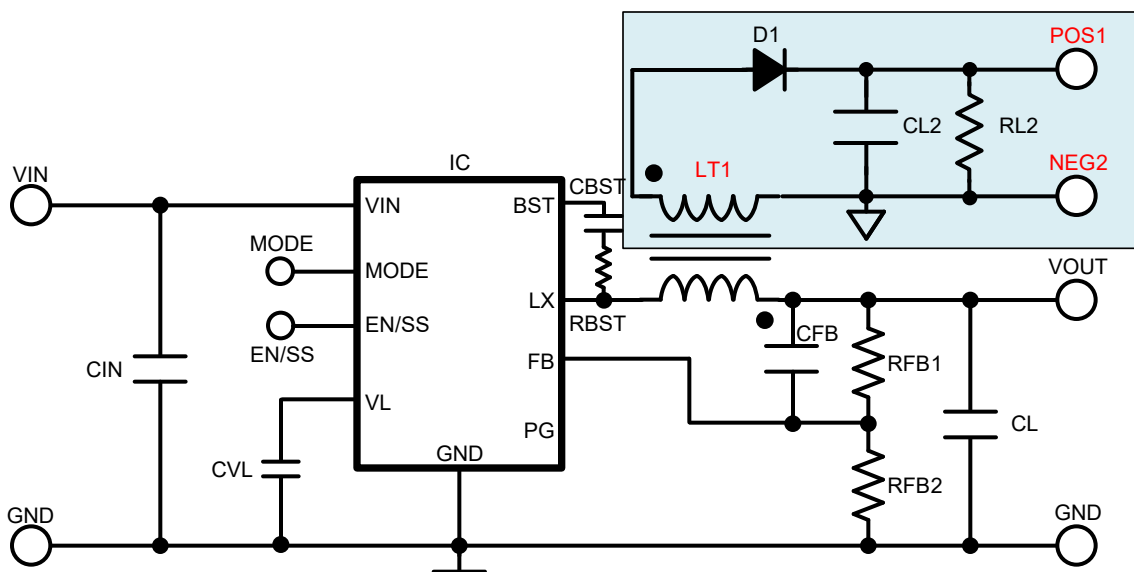 D1
POS1
CL2
RL2
LT1
NEG2
IC
VIN
VIN
BST
CBST
MODE
MODE
VOUT
LX
RBST
EN/SS
EN/SS
CFB
FB
RFB1
CIN
VL
PG
CL
GND
CVL
RFB2
GND
GND